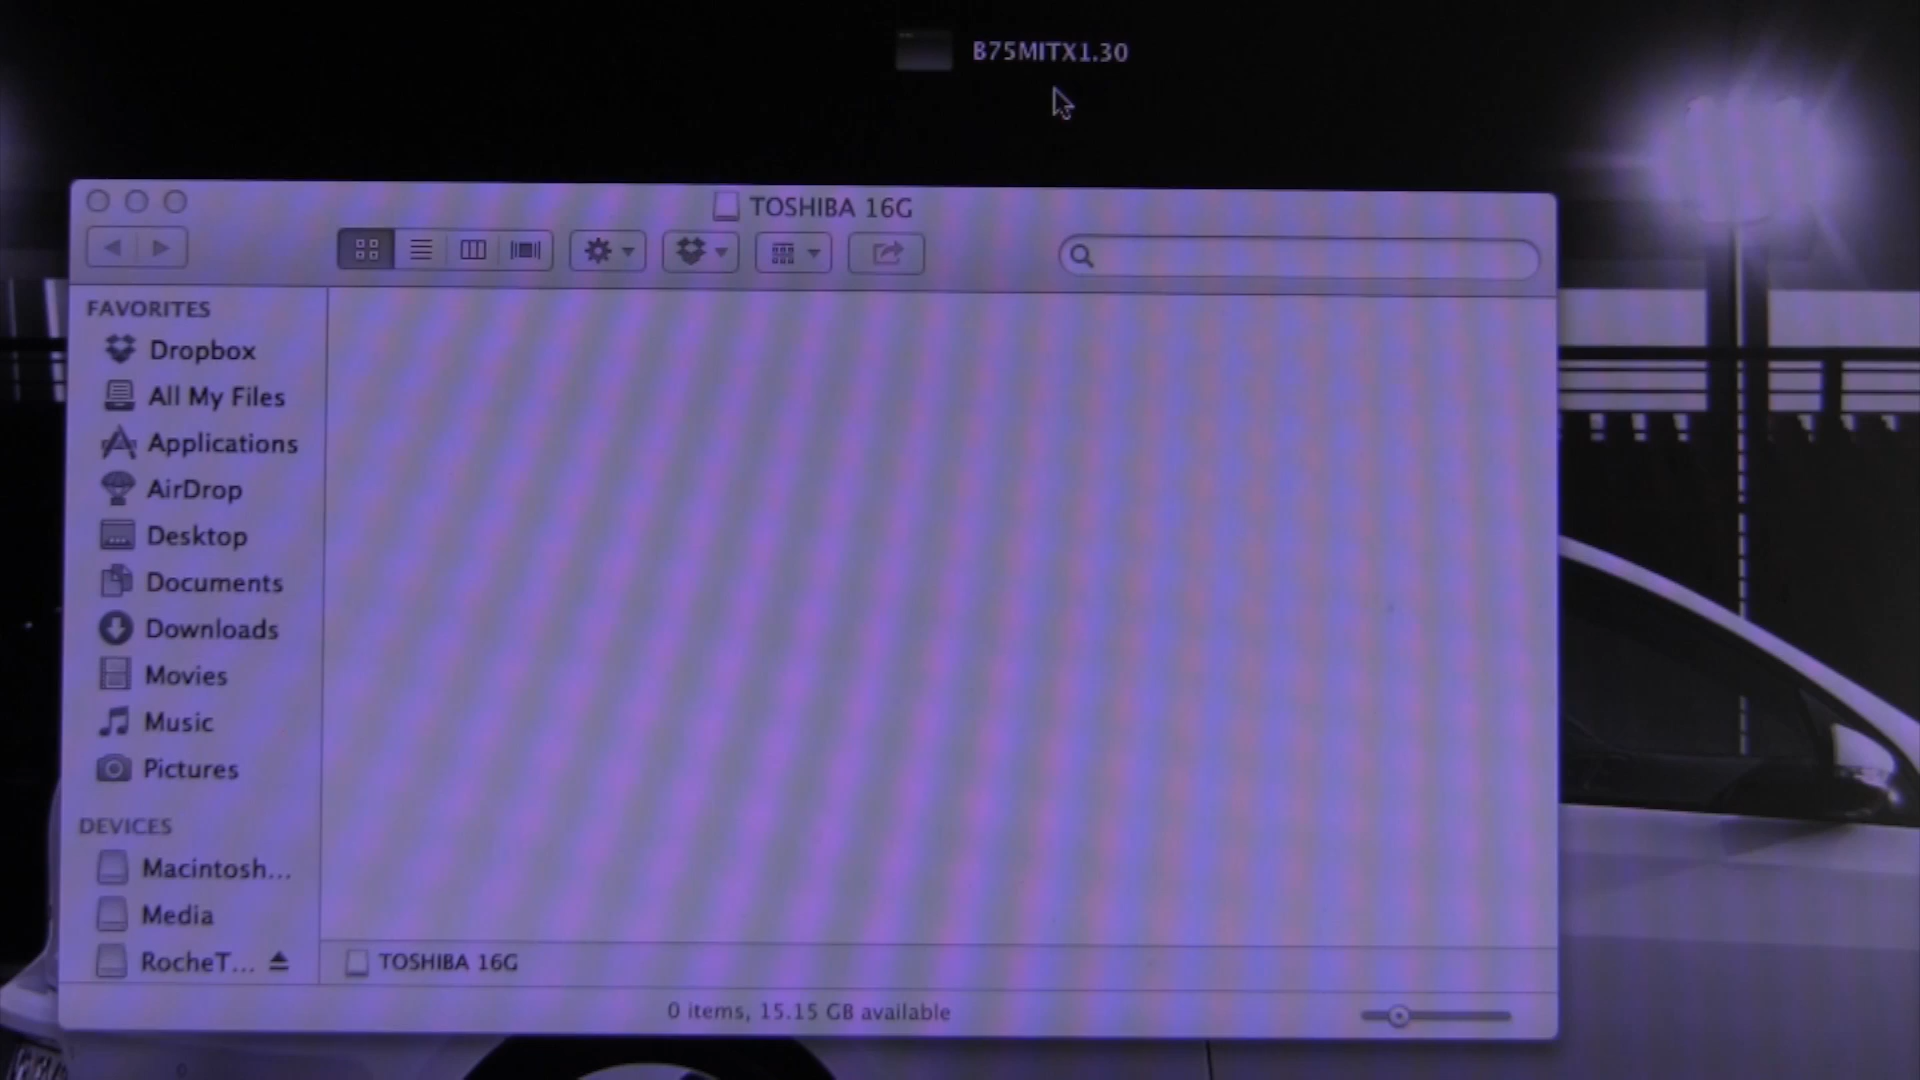 B75MITX1.30
TOSHIBA 16G
FAVORITES
Dropbox
All My Files
Applications
AirDrop
Desktop
Documents
Downloads
Movies
Music
Pictures
DEVICES
Macintosh...
Media
RocheT...
TOSHIBA 16G
0 items, 15.15 GB available